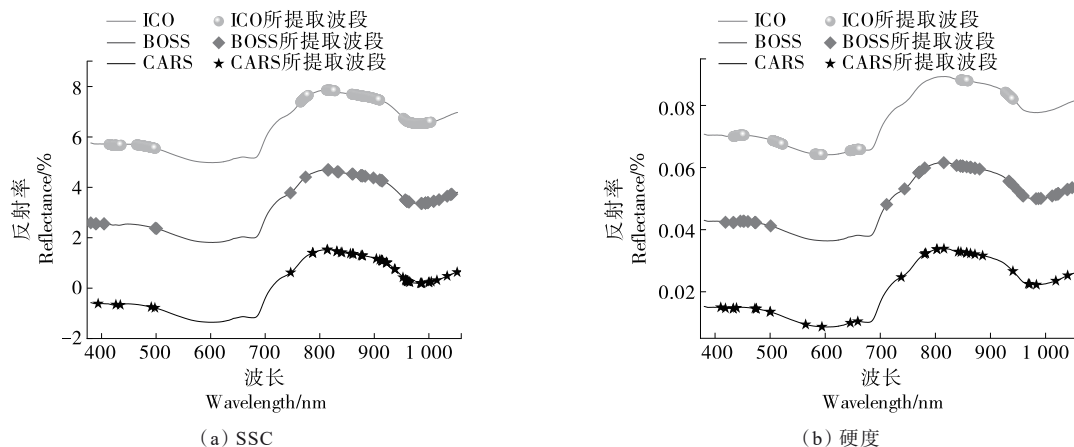 ICO ICO所提取波段
BOSS BOSS所提取波段
CARS CARS所提取波段
8
6
4
2
0
−2
反射率
Reflectance/%
400 500 600 700 800 900 1 000
波长
Wavelength/nm
(a) SSC
ICO ICO所提取波段
BOSS BOSS所提取波段
CARS CARS所提取波段
0.08
0.06
0.04
0.02
反射率
Reflectance/%
400 500 600 700 800 900 1 000
波长
Wavelength/nm
(b) 硬度